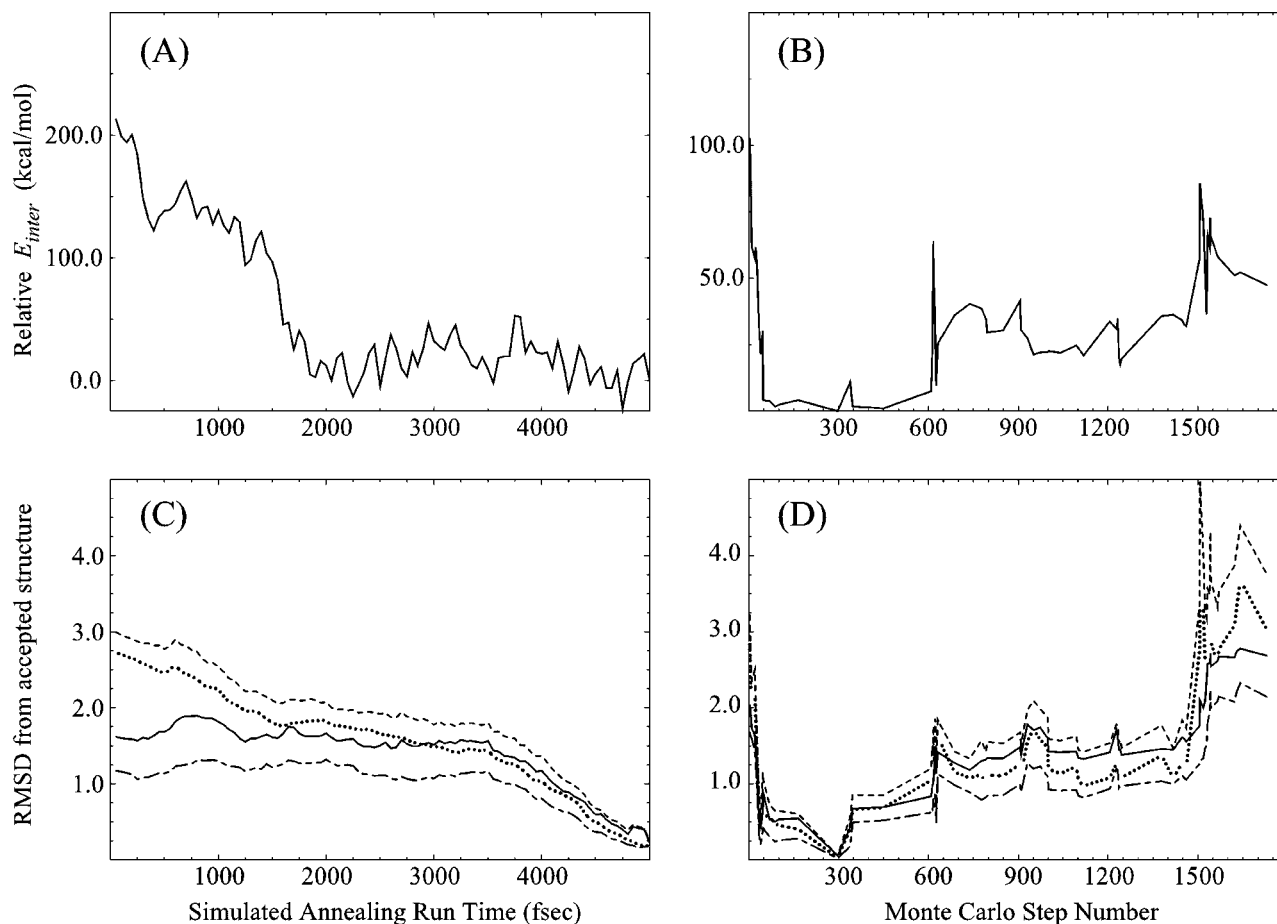 (A)
(B)
Relative E_inter (kcal/mol)
200.0
100.0
0.0
100.0
50.0
1000 2000 3000 4000
300 600 900 1200 1500
(C)
(D)
RMSD from accepted structure
4.0
3.0
2.0
1.0
4.0
3.0
2.0
1.0
1000 2000 3000 4000
300 600 900 1200 1500
Simulated Annealing Run Time (fsec)
Monte Carlo Step Number